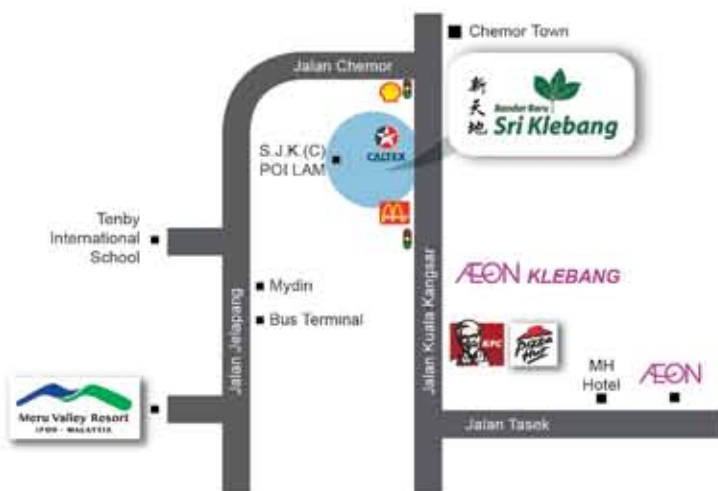 Chemor Town
Jalan Chemor
新天地
Bandar Baru
Sri Klebang
S.J.K.(C)
POI LAM
CALTEX
Tenby
International
School
Jalan Jelapang
Mydin
Bus Terminal
Jalan Kuala Kangsar
ÆON KLEBANG
KFC
Pizza
Hut
MH
Hotel
ÆON
Meru Valley Resort
IPOH - MALAYSIA
Jalan Tasek